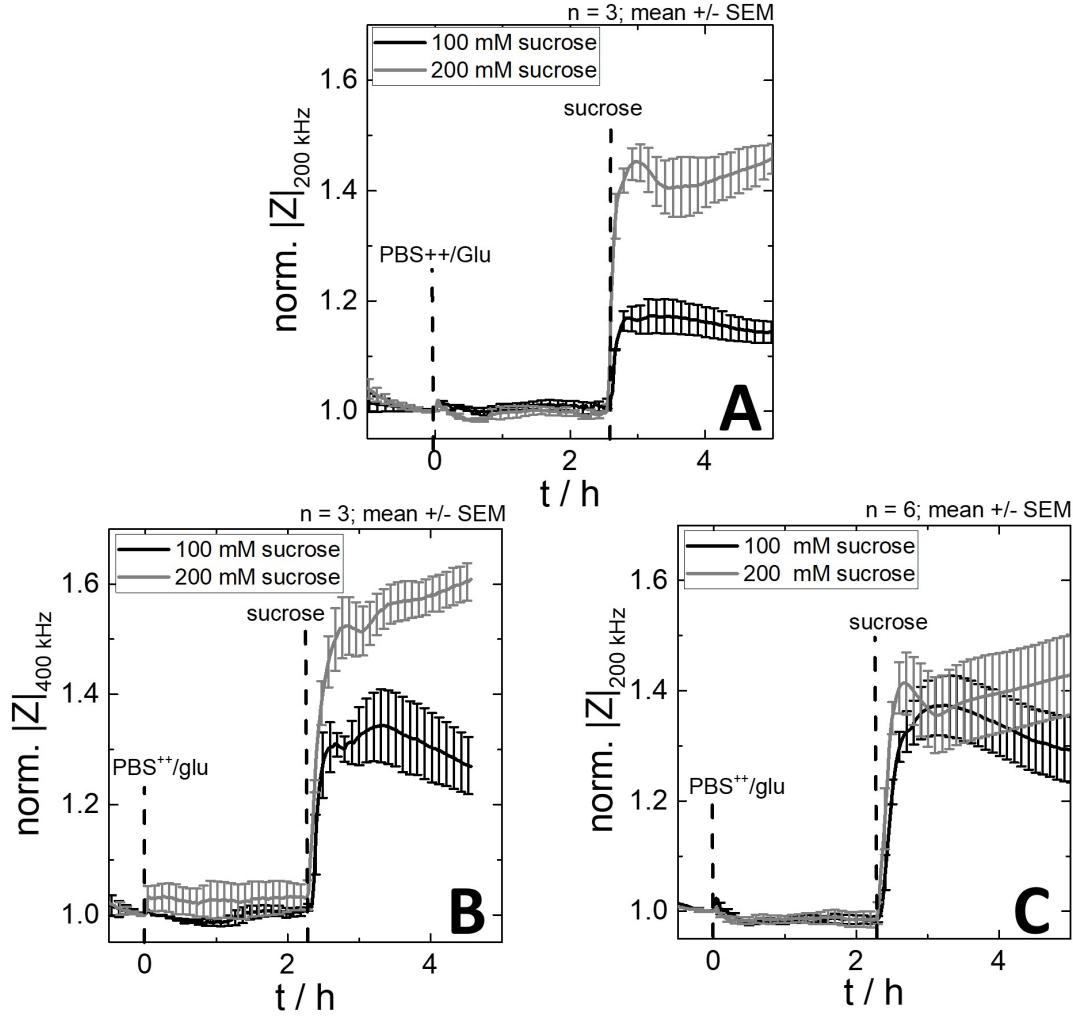 n = 3; mean +/- SEM
100 mM sucrose
200 mM sucrose
sucrose
PBS++/Glu
norm. |Z|200 kHz
1.6
1.4
1.2
1.0
A
0 2 4
t / h
n = 3; mean +/- SEM
100 mM sucrose
200 mM sucrose
sucrose
PBS++/glu
norm. |Z|400 kHz
1.6
1.4
1.2
1.0
B
0 2 4
t / h
n = 6; mean +/- SEM
100 mM sucrose
200 mM sucrose
sucrose
PBS++/glu
norm. |Z|200 kHz
1.6
1.4
1.2
1.0
C
0 2 4
t / h